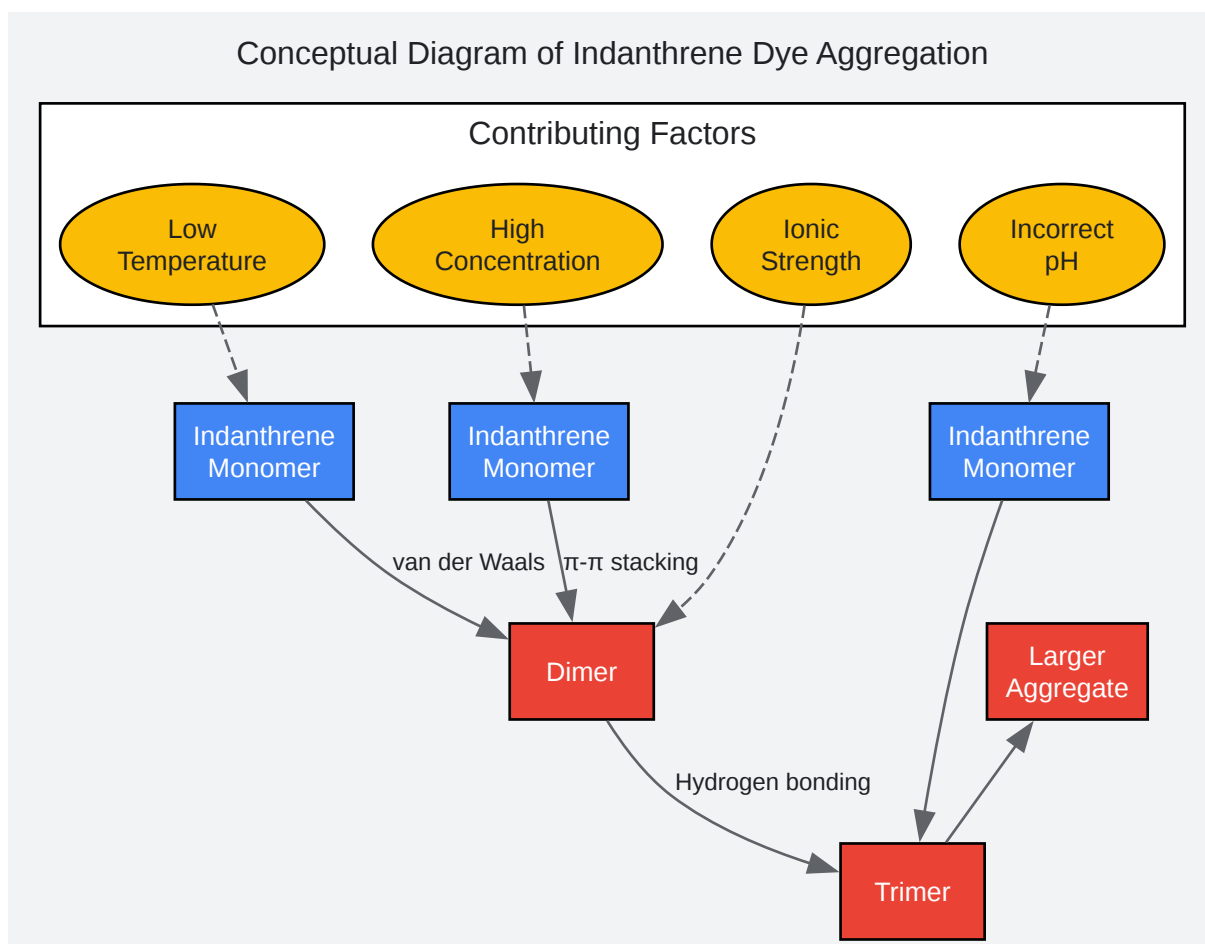 Conceptual Diagram of Indanthrene Dye Aggregation
Contributing Factors
Low
Temperature
High
Concentration
Ionic
Strength
Incorrect
pH
Indanthrene
Monomer
Indanthrene
Monomer
Indanthrene
Monomer
van der Waals
π-π stacking
Dimer
Larger
Aggregate
Hydrogen bonding
Trimer